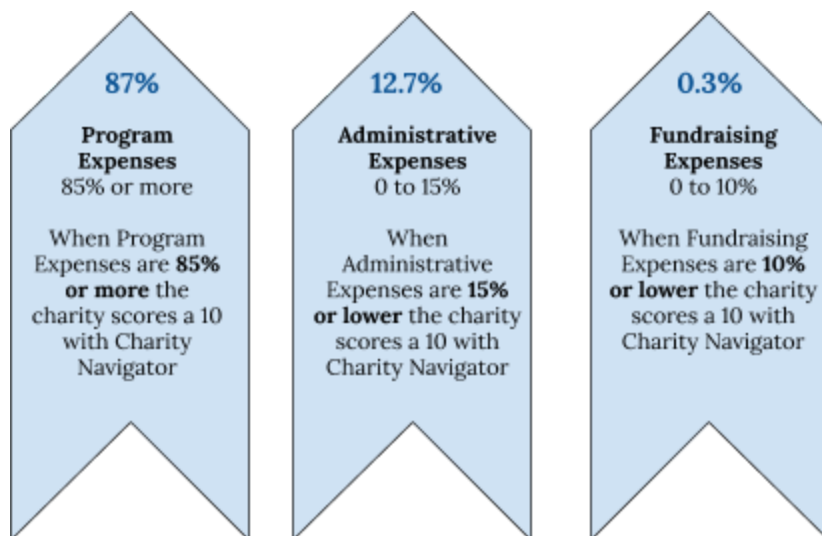 87%
Program
Expenses
85% or more
When Program
Expenses are 85%
or more the
charity scores a 10
with Charity
Navigator
12.7%
Administrative
Expenses
0 to 15%
When
Administrative
Expenses are 15%
or lower the charity
scores a 10 with
Charity Navigator
0.3%
Fundraising
Expenses
0 to 10%
When Fundraising
Expenses are 10%
or lower the charity
scores a 10 with
Charity Navigator